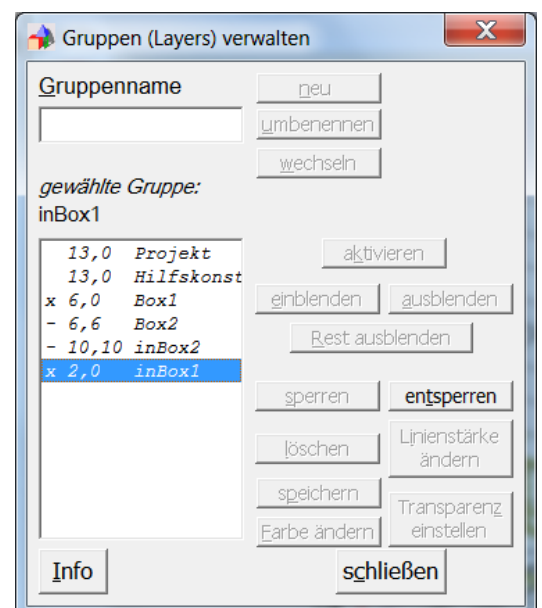 Gruppen (Layers) verwalten
X
Gruppenname
neu
umbenennen
wechseln
gewählte Gruppe:
inBox1
13,0 Projekt
13,0 Hilfskonst
x 6,0 Box1
- 6,6 Box2
- 10,10 inBox2
x 2,0 inBox1
aktivieren
einblenden ausblenden
Rest ausblenden
sperren entsperren
löschen
Linienstärke
ändern
speichern
Transparenz
einstellen
Farbe ändern
Info
schließen